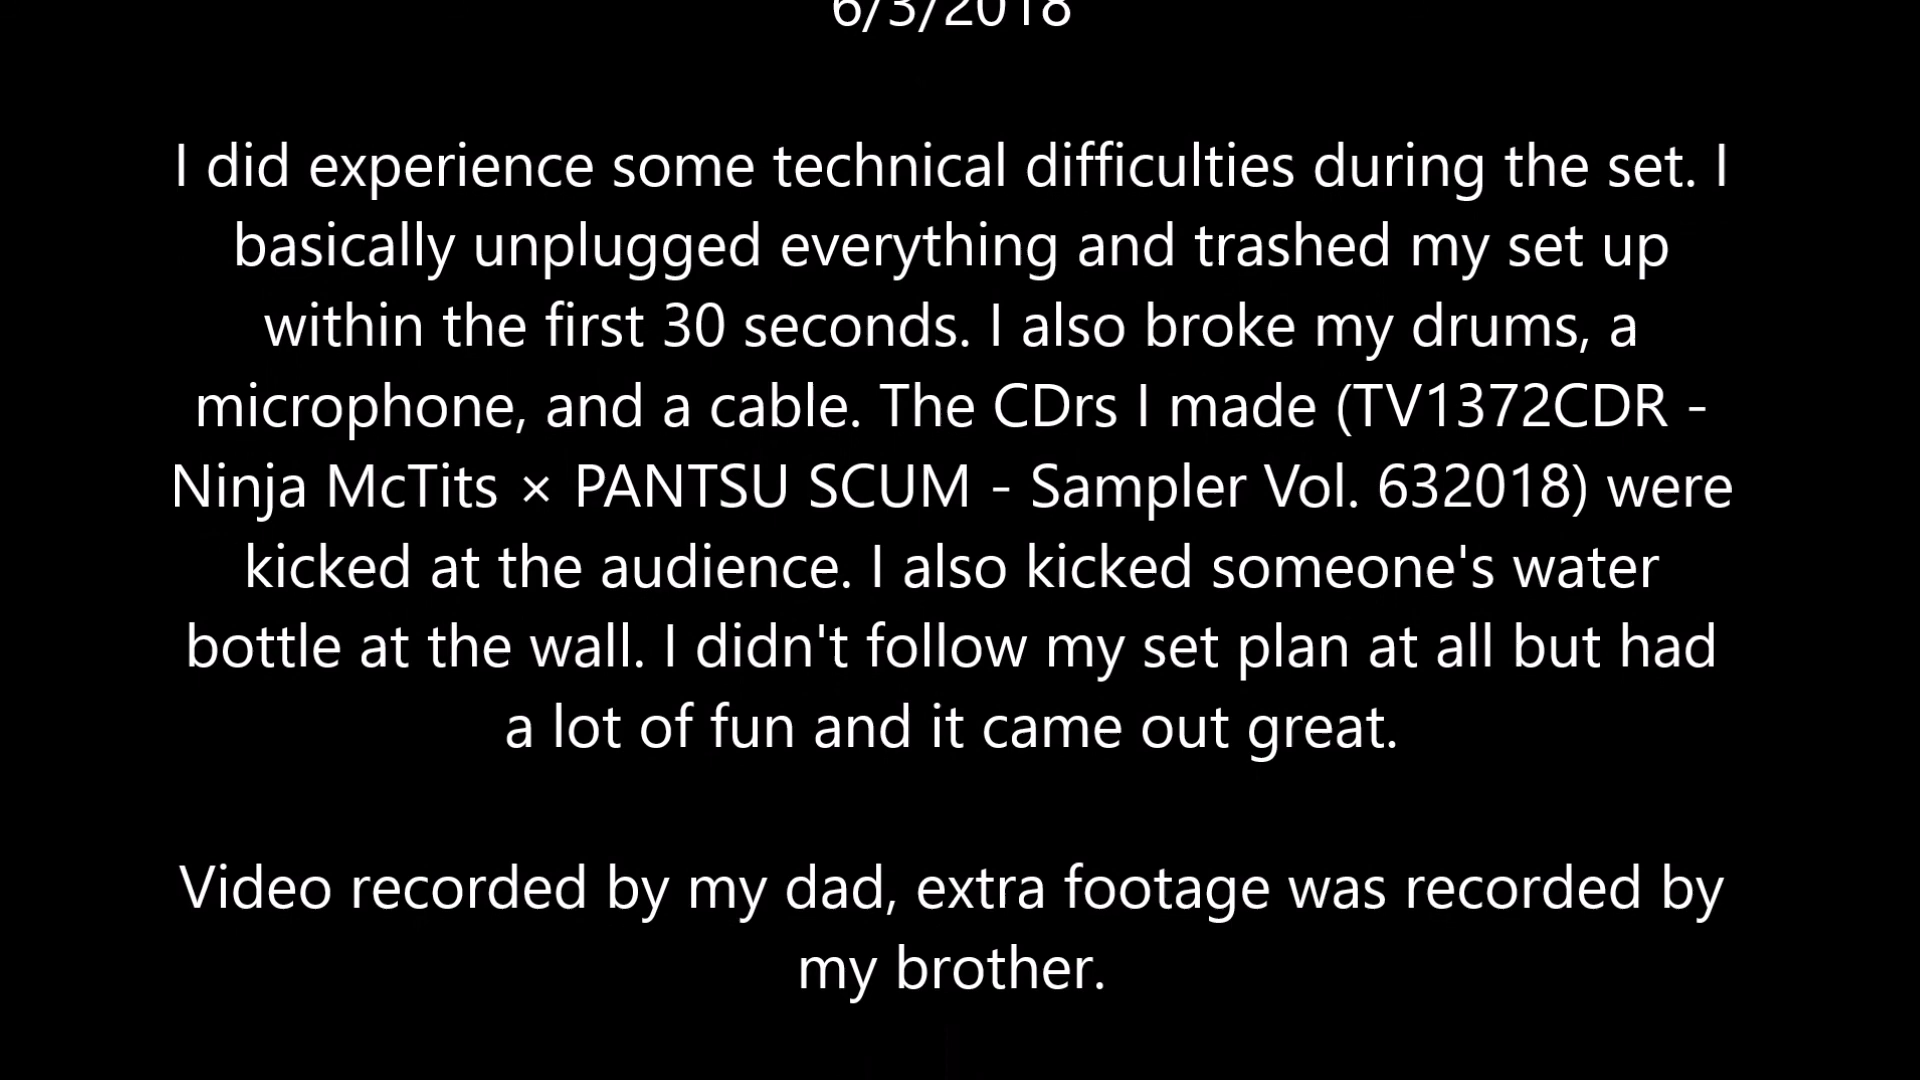 6/3/2018
I did experience some technical difficulties during the set. I
basically unplugged everything and trashed my set up
within the first 30 seconds. I also broke my drums, a
microphone, and a cable. The CDrs I made (TV1372CDR -
Ninja McTits × PANTSU SCUM - Sampler Vol. 632018) were
kicked at the audience. I also kicked someone's water
bottle at the wall. I didn't follow my set plan at all but had
a lot of fun and it came out great.
Video recorded by my dad, extra footage was recorded by
my brother.